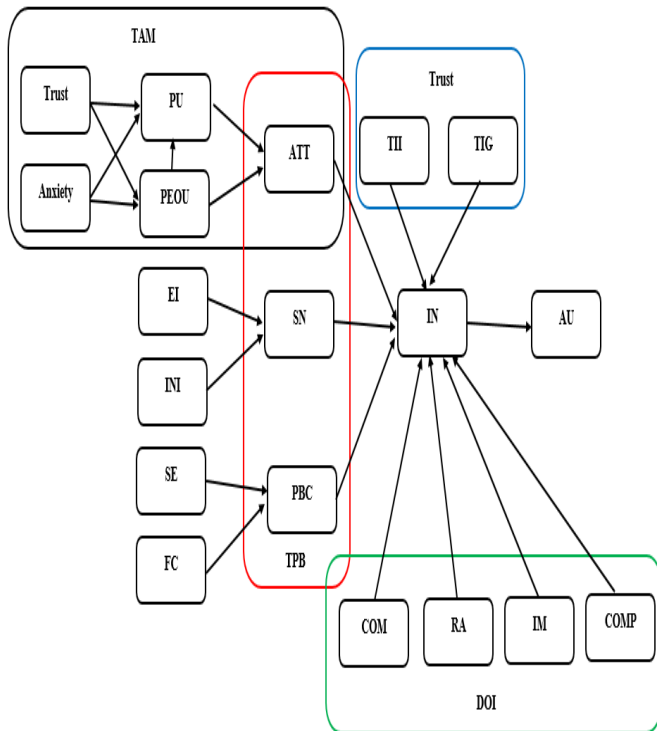 TAM
Trust
PU
Trust
TII
TIG
ATT
Anxiety
PEOU
EI
SN
IN
AU
INI
SE
PBC
FC
TPB
COM
RA
IM
COMP
DOI